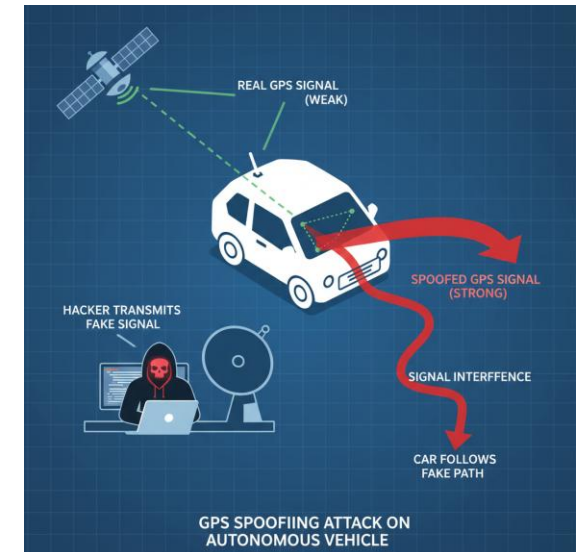 REAL GPS SIGNAL
(WEAK)
SPOOFED GPS SIGNAL
(STRONG)
HACKER TRANSMITS
FAKE SIGNAL
SIGNAL INTERFFENCE
CAR FOLLOWS
FAKE PATH
GPS SPOOFIING ATTACK ON
AUTONOMOUS VEHICLE